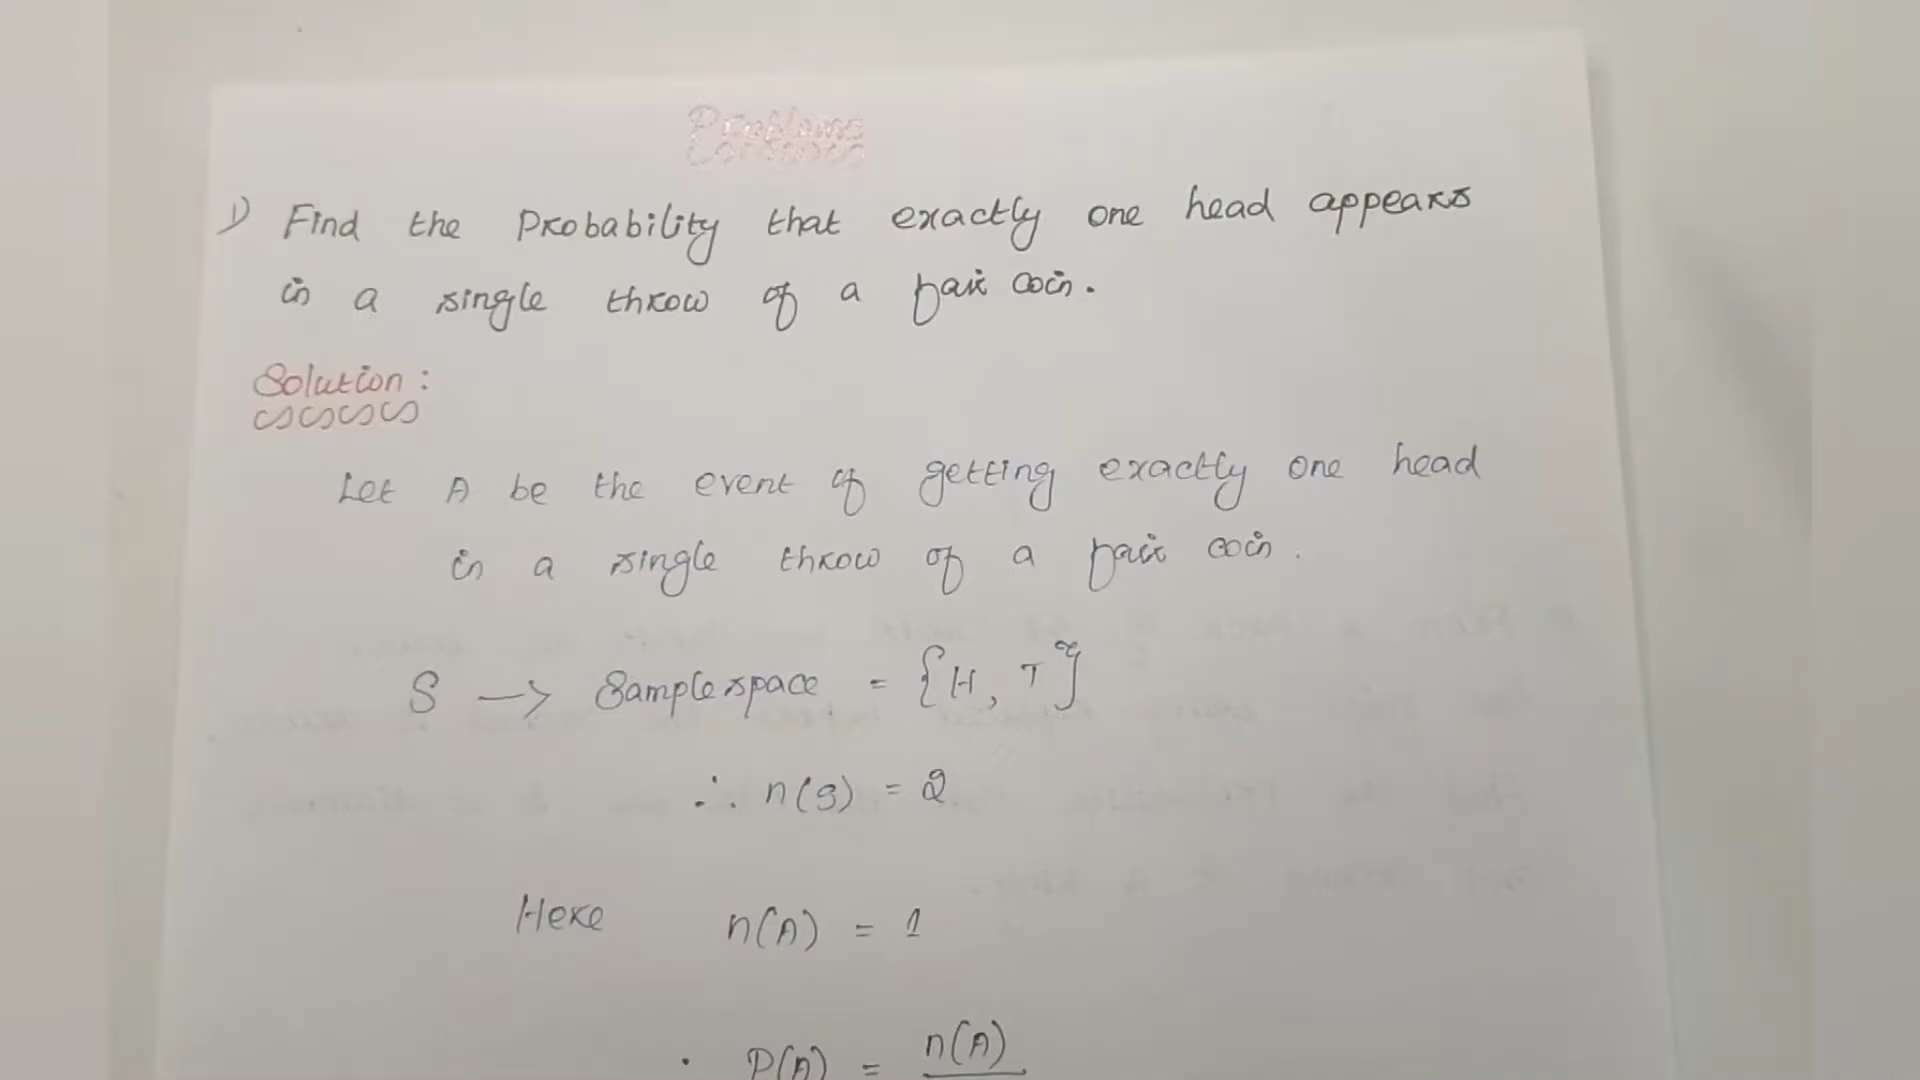 Problems
1) Find the Probability that exactly one head appears
in a single throw of a fair coin.
Solution:
Let A be the event of getting exactly one head
in a single throw of a fair coin.
S → Sample space = {H, T}
∴ n(S) = 2
Here n(A) = 1
P(A) = n(A)